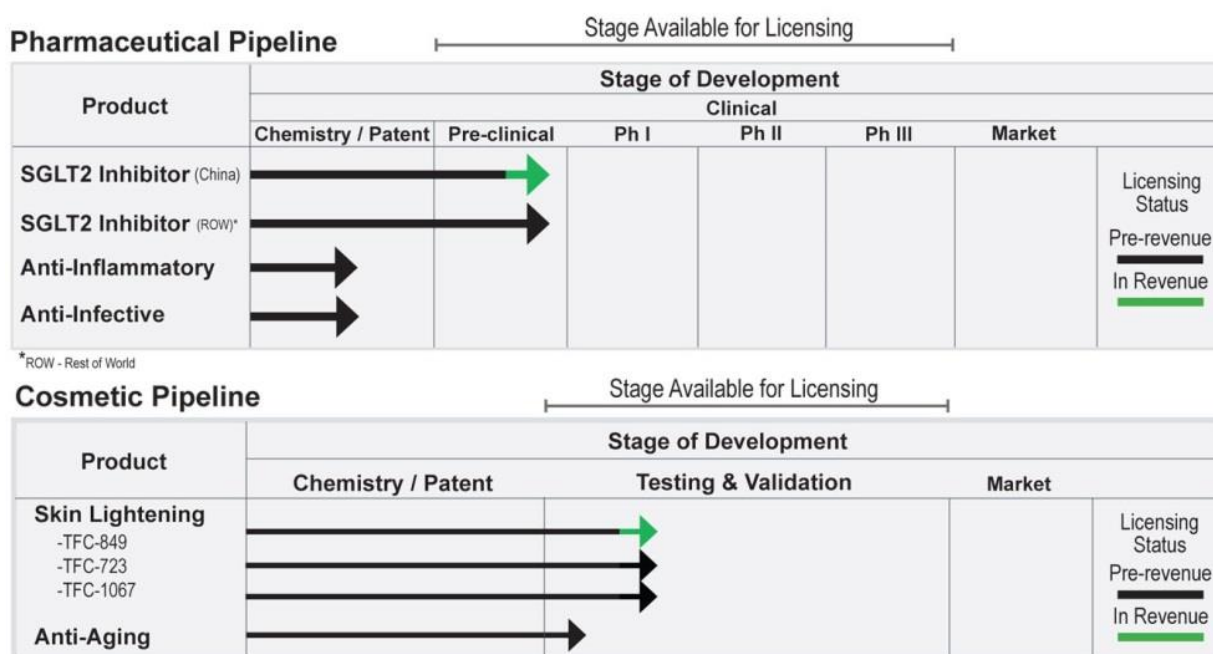 Pharmaceutical Pipeline
Stage Available for Licensing
Product
Stage of Development
Clinical
Chemistry / Patent Pre-clinical Ph I Ph II Ph III Market
SGLT2 Inhibitor (China)
SGLT2 Inhibitor (ROW)*
Anti-Inflammatory
Anti-Infective
Licensing
Status
Pre-revenue
In Revenue
*ROW - Rest of World
Cosmetic Pipeline
Stage Available for Licensing
Product
Stage of Development
Chemistry / Patent Testing & Validation Market
Skin Lightening
-TFC-849
-TFC-723
-TFC-1067
Anti-Aging
Licensing
Status
Pre-revenue
In Revenue